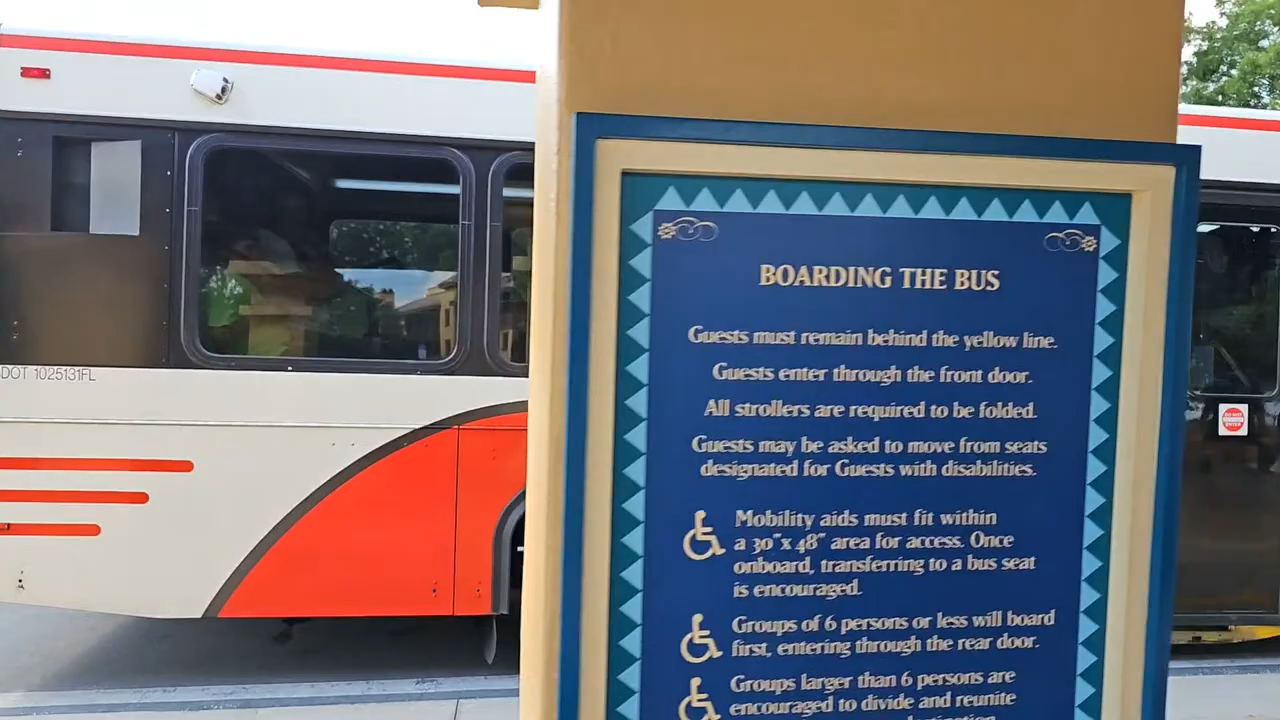 DOT 1025131FL
BOARDING THE BUS
Guests must remain behind the yellow line.
Guests enter through the front door.
All strollers are required to be folded.
Guests may be asked to move from seats
designated for Guests with disabilities.
Mobility aids must fit within
a 30"x 48" area for access. Once
onboard, transferring to a bus seat
is encouraged.
Groups of 6 persons or less will board
first, entering through the rear door.
Groups larger than 6 persons are
encouraged to divide and reunite
DO NOT
ENTER